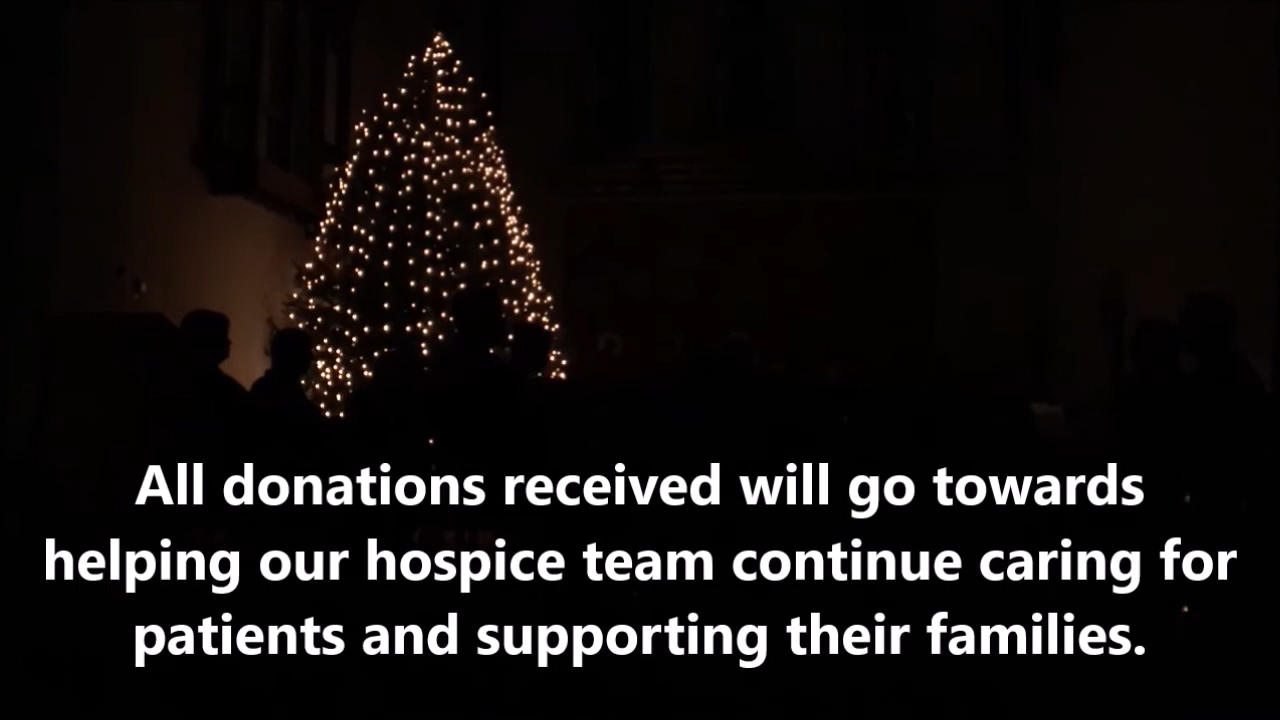 All donations received will go towards
helping our hospice team continue caring for
patients and supporting their families.